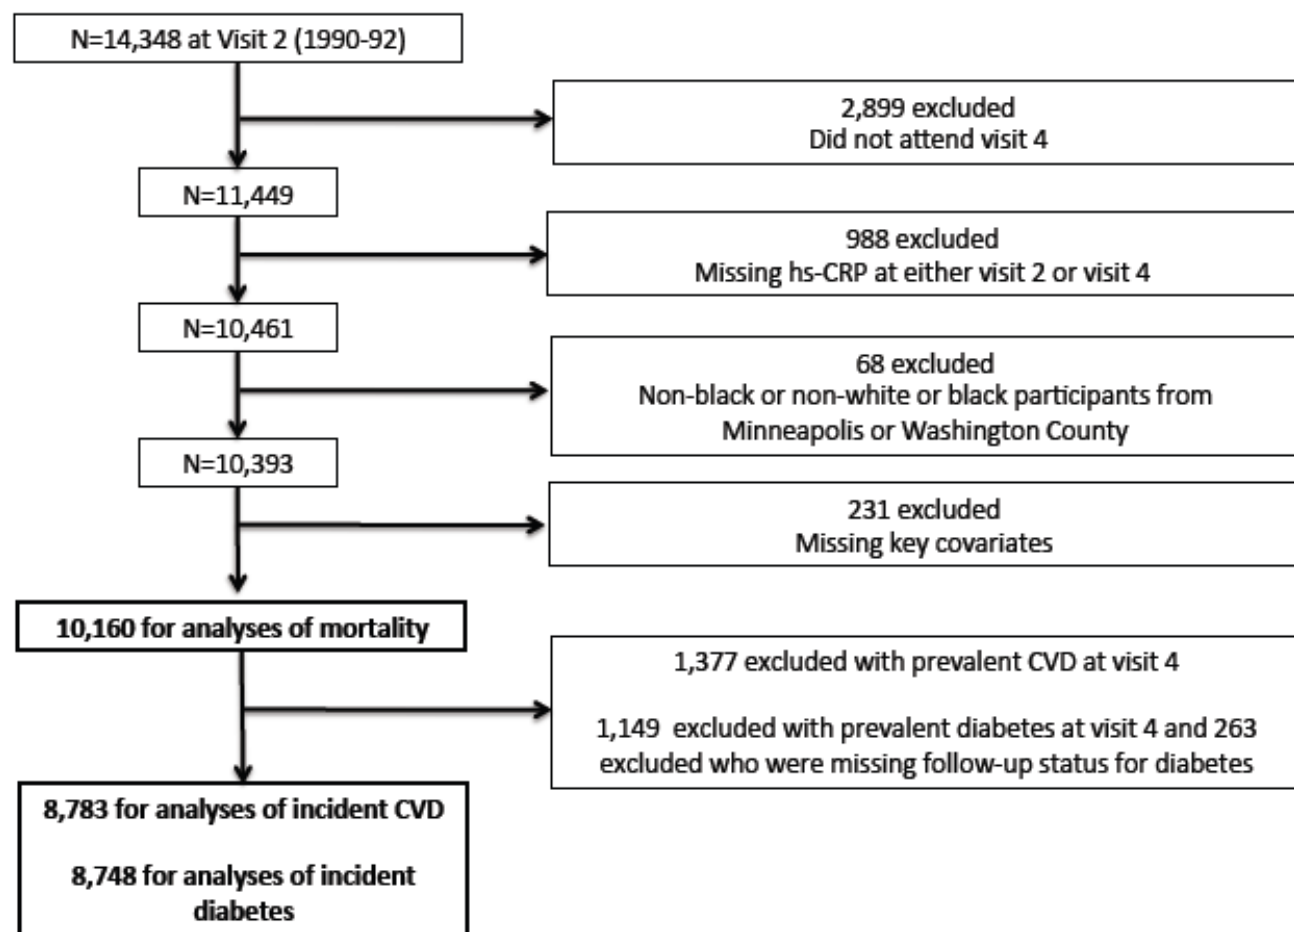 N=14,348 at Visit 2 (1990-92)
2,899 excluded
Did not attend visit 4
N=11,449
988 excluded
Missing hs-CRP at either visit 2 or visit 4
N=10,461
68 excluded
Non-black or non-white or black participants from
Minneapolis or Washington County
N=10,393
231 excluded
Missing key covariates
10,160 for analyses of mortality
1,377 excluded with prevalent CVD at visit 4
1,149 excluded with prevalent diabetes at visit 4 and 263
excluded who were missing follow-up status for diabetes
8,783 for analyses of incident CVD
8,748 for analyses of incident
diabetes